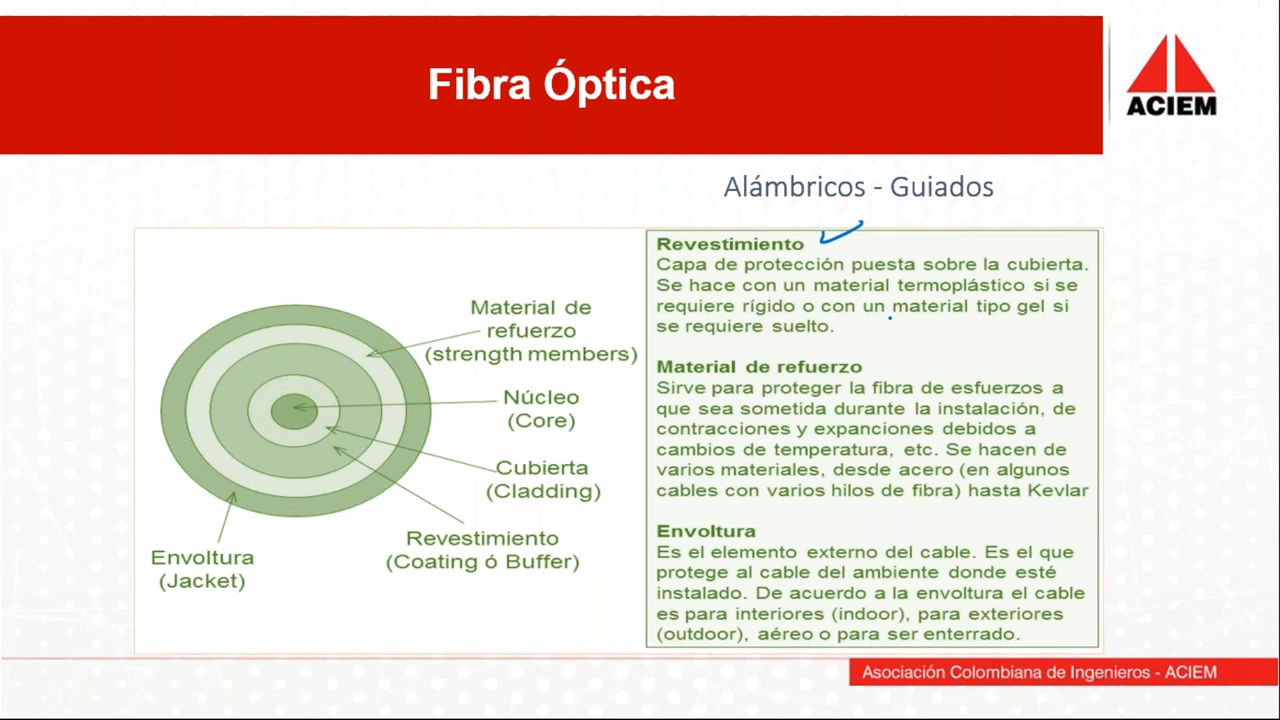 Fibra Óptica
ACIEM
Alámbricos - Guiados
Material de
refuerzo
(strength members)
Núcleo
(Core)
Cubierta
(Cladding)
Revestimiento
(Coating ó Buffer)
Envoltura
(Jacket)
Revestimiento
Capa de protección puesta sobre la cubierta.
Se hace con un material termoplástico si se
requiere rígido o con un material tipo gel si
se requiere suelto.
Material de refuerzo
Sirve para proteger la fibra de esfuerzos a
que sea sometida durante la instalación, de
contracciones y expanciones debidos a
cambios de temperatura, etc. Se hacen de
varios materiales, desde acero (en algunos
cables con varios hilos de fibra) hasta Kevlar
Envoltura
Es el elemento externo del cable. Es el que
protege al cable del ambiente donde esté
instalado. De acuerdo a la envoltura el cable
es para interiores (indoor), para exteriores
(outdoor), aéreo o para ser enterrado.
Asociación Colombiana de Ingenieros - ACIEM